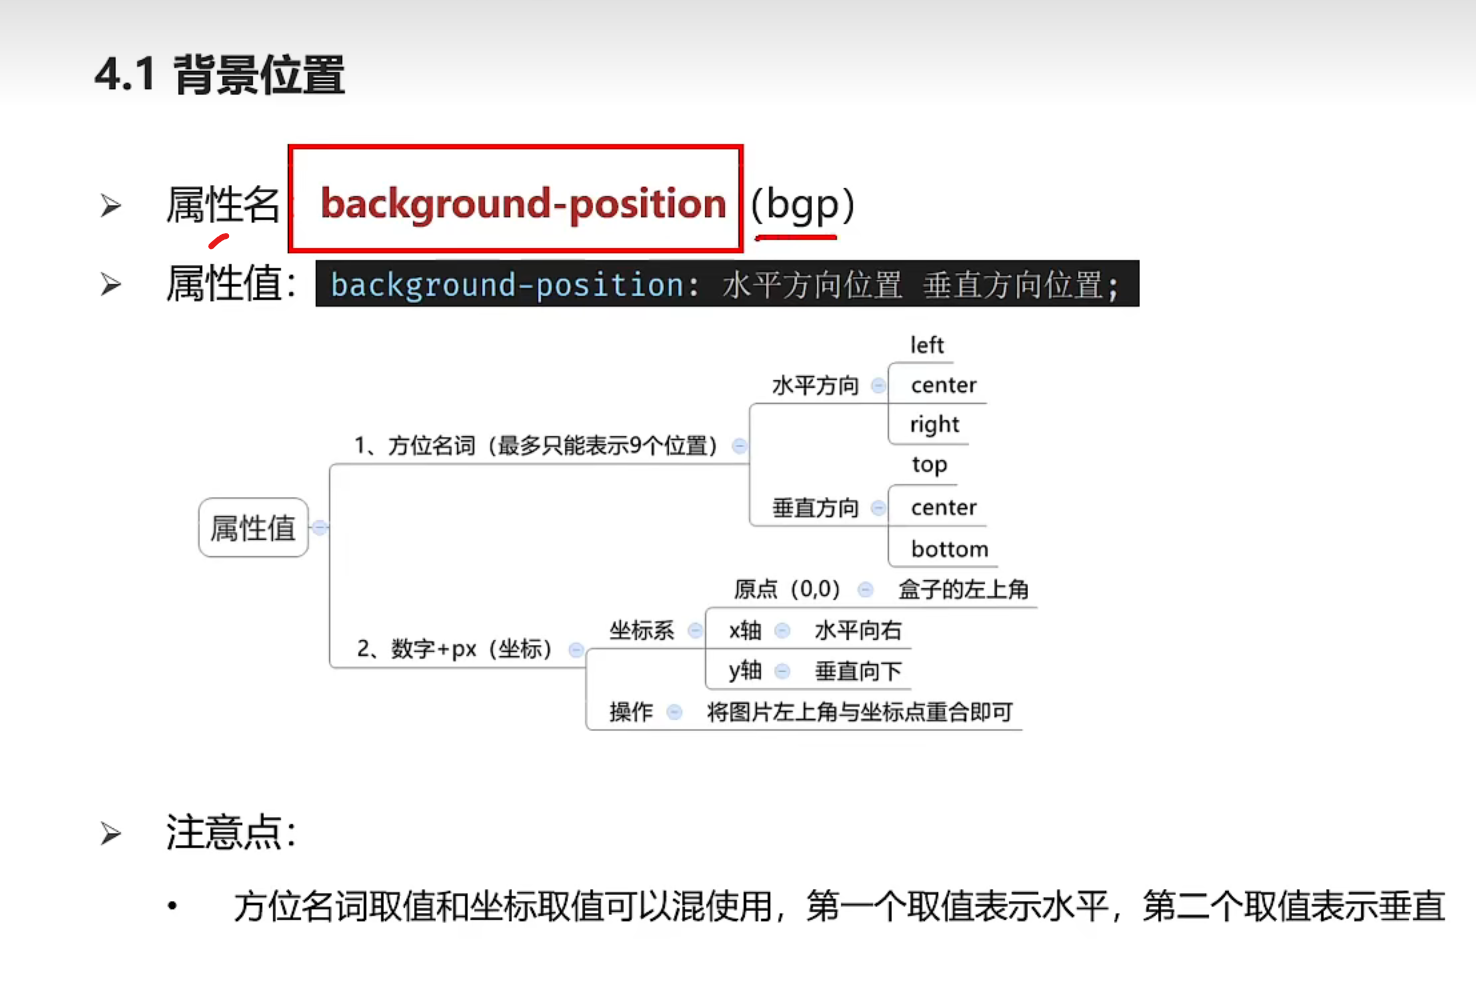 4.1 背景位置
➢ 属性名： background-position (bgp)
➢ 属性值： background-position: 水平方向位置 垂直方向位置;
left
水平方向
center
right
1、方位名词（最多只能表示9个位置）
top
垂直方向
center
bottom
属性值
原点（0,0） 盒子的左上角
坐标系
x轴 水平向右
2、数字+px（坐标）
y轴 垂直向下
操作 将图片左上角与坐标点重合即可
➢ 注意点：
• 方位名词取值和坐标取值可以混使用，第一个取值表示水平，第二个取值表示垂直